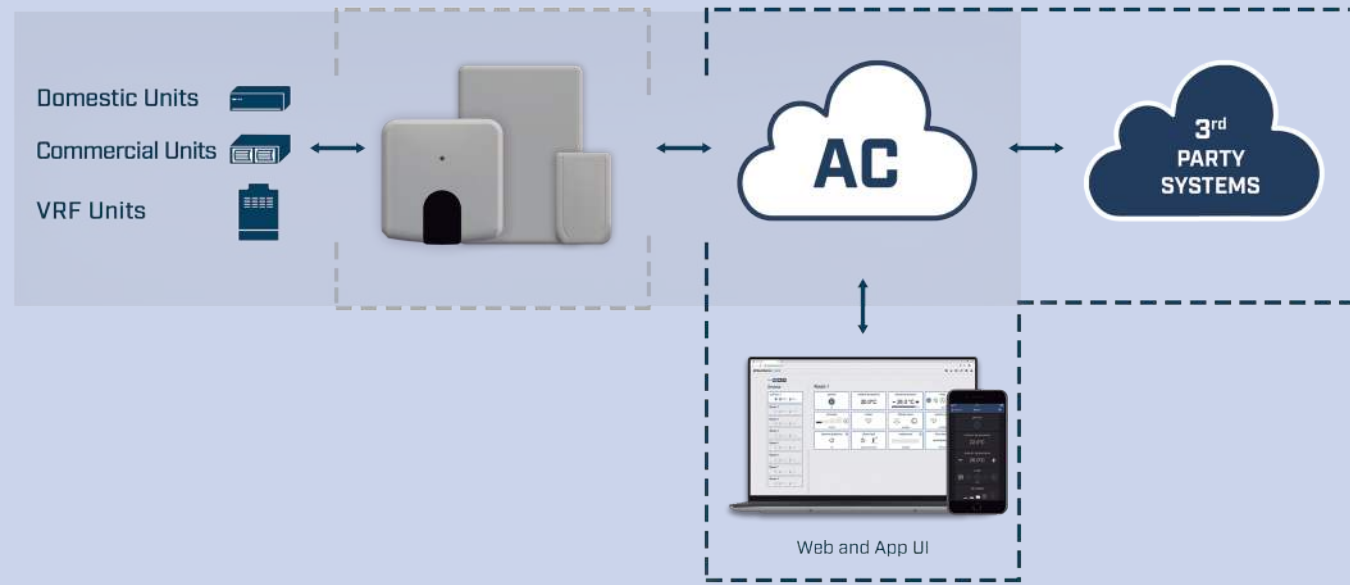 Domestic Units
Commercial Units
VRF Units
AC
3rd
PARTY
SYSTEMS
Web and App UI